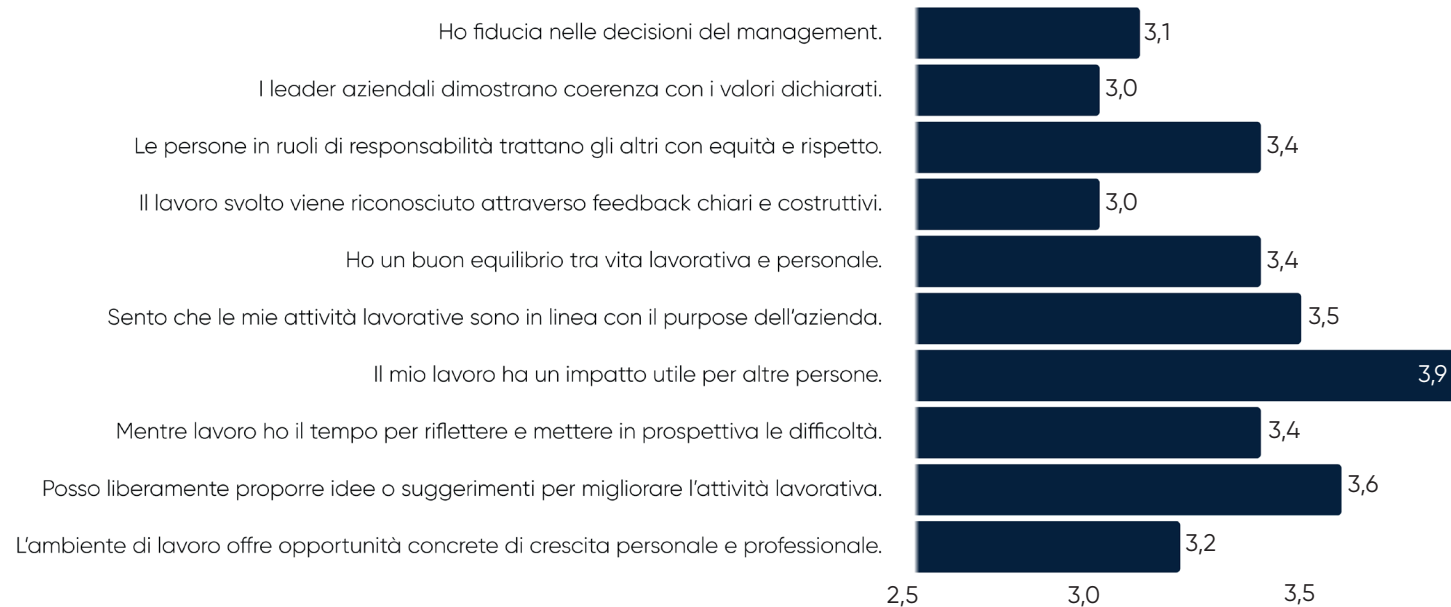 Ho fiducia nelle decisioni del management. 3,1
I leader aziendali dimostrano coerenza con i valori dichiarati. 3,0
Le persone in ruoli di responsabilità trattano gli altri con equità e rispetto. 3,4
Il lavoro svolto viene riconosciuto attraverso feedback chiari e costruttivi. 3,0
Ho un buon equilibrio tra vita lavorativa e personale. 3,4
Sento che le mie attività lavorative sono in linea con il purpose dell'azienda. 3,5
Il mio lavoro ha un impatto utile per altre persone. 3,9
Mentre lavoro ho il tempo per riflettere e mettere in prospettiva le difficoltà. 3,4
Posso liberamente proporre idee o suggerimenti per migliorare l'attività lavorativa. 3,6
L'ambiente di lavoro offre opportunità concrete di crescita personale e professionale. 3,2
2,5 3,0 3,5